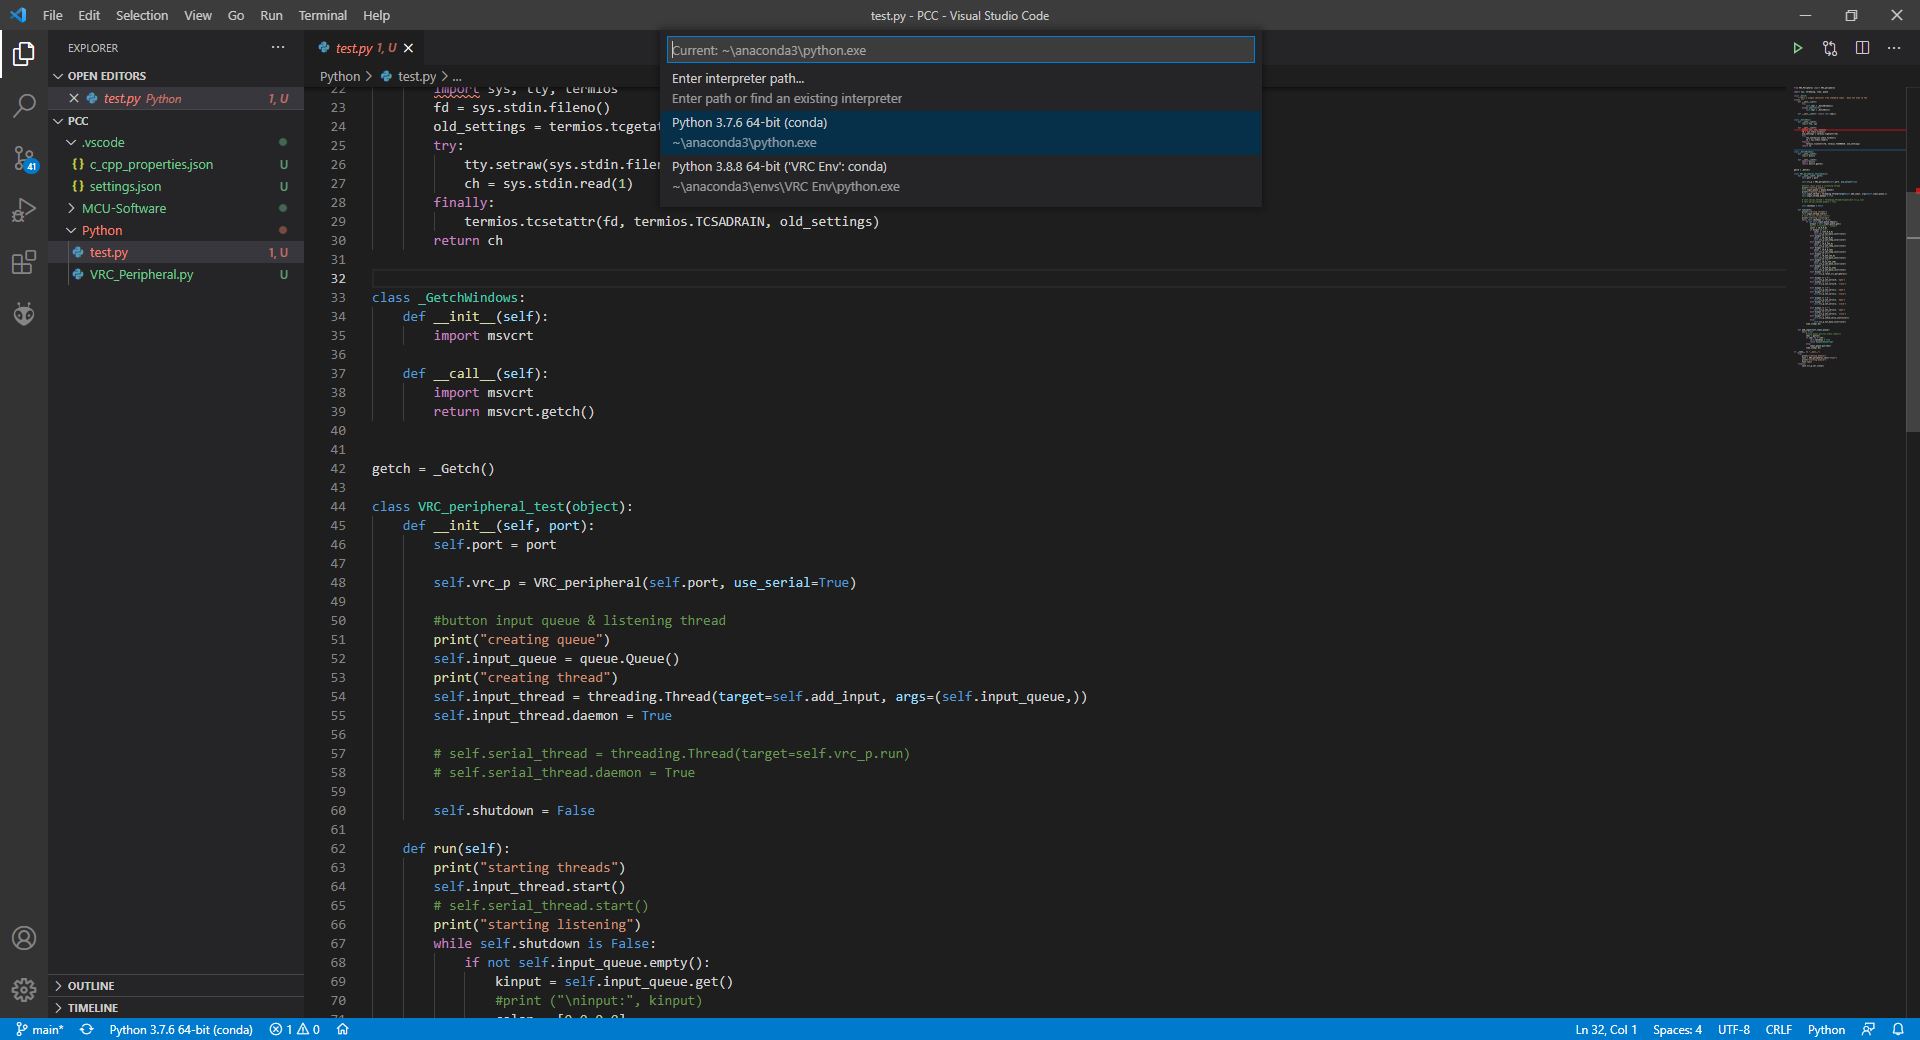 File Edit Selection View Go Run Terminal Help
test.py - PCC - Visual Studio Code
EXPLORER
OPEN EDITORS
test.py Python 1, U
PCC
.vscode
c_cpp_properties.json U
settings.json U
MCU-Software
Python
test.py 1, U
VRC_Peripheral.py U
OUTLINE
TIMELINE
41
test.py 1, U
Python > test.py > ...
Current: ~\anaconda3\python.exe
Enter interpreter path...
Enter path or find an existing interpreter
Python 3.7.6 64-bit (conda)
~\anaconda3\python.exe
Python 3.8.8 64-bit ('VRC Env': conda)
~\anaconda3\envs\VRC Env\python.exe
22 import sys, tty, termios
23 fd = sys.stdin.fileno()
24 old_settings = termios.tcgeta
25 try:
26 tty.setraw(sys.stdin.file
27 ch = sys.stdin.read(1)
28 finally:
29 termios.tcsetattr(fd, termios.TCSADRAIN, old_settings)
30 return ch
31
32
33 class _GetchWindows:
34 def __init__(self):
35 import msvcrt
36
37 def __call__(self):
38 import msvcrt
39 return msvcrt.getch()
40
41
42 getch = _Getch()
43
44 class VRC_peripheral_test(object):
45 def __init__(self, port):
46 self.port = port
47
48 self.vrc_p = VRC_peripheral(self.port, use_serial=True)
49
50 #button input queue & listening thread
51 print("creating queue")
52 self.input_queue = queue.Queue()
53 print("creating thread")
54 self.input_thread = threading.Thread(target=self.add_input, args=(self.input_queue,))
55 self.input_thread.daemon = True
56
57 # self.serial_thread = threading.Thread(target=self.vrc_p.run)
58 # self.serial_thread.daemon = True
59
60 self.shutdown = False
61
62 def run(self):
63 print("starting threads")
64 self.input_thread.start()
65 # self.serial_thread.start()
66 print("starting listening")
67 while self.shutdown is False:
68 if not self.input_queue.empty():
69 kinput = self.input_queue.get()
70 #print ("\ninput:", kinput)
main* Python 3.7.6 64-bit (conda) 1 0
Ln 32, Col 1 Spaces: 4 UTF-8 CRLF Python